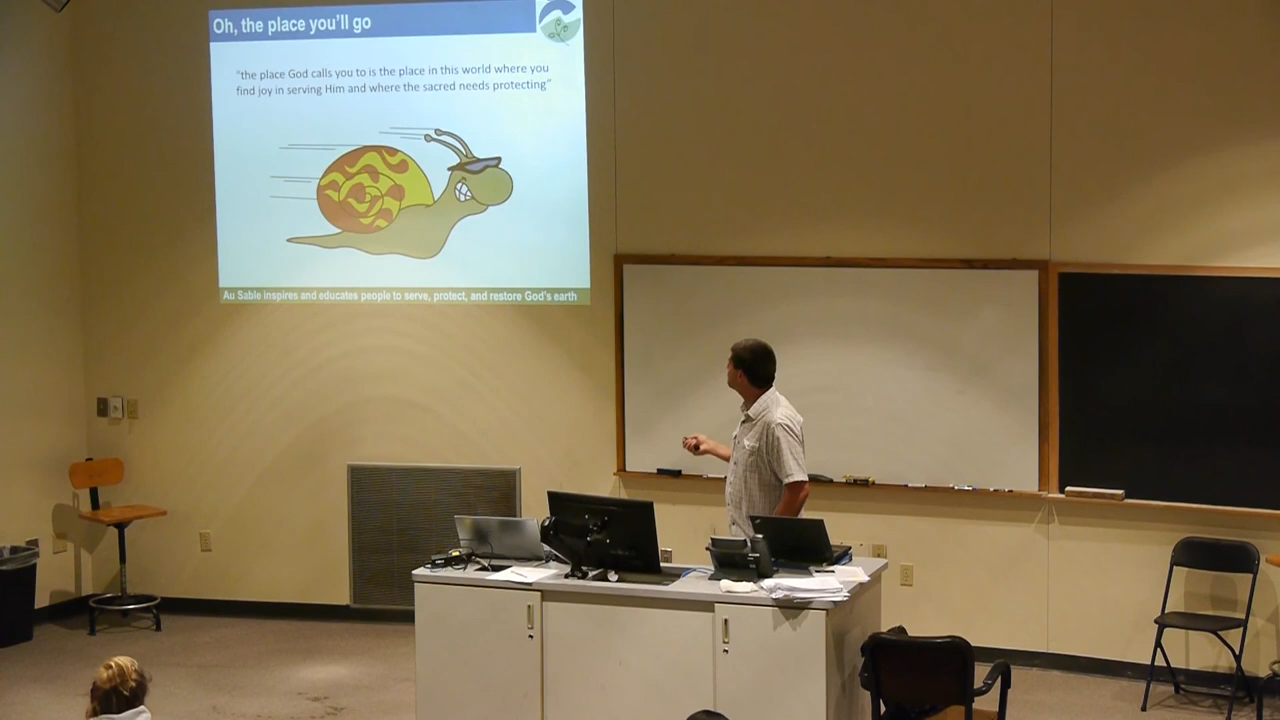 Oh, the place you'll go
"the place God calls you to is the place in this world where you
find joy in serving Him and where the sacred needs protecting"
Au Sable inspires and educates people to serve, protect, and restore God's earth